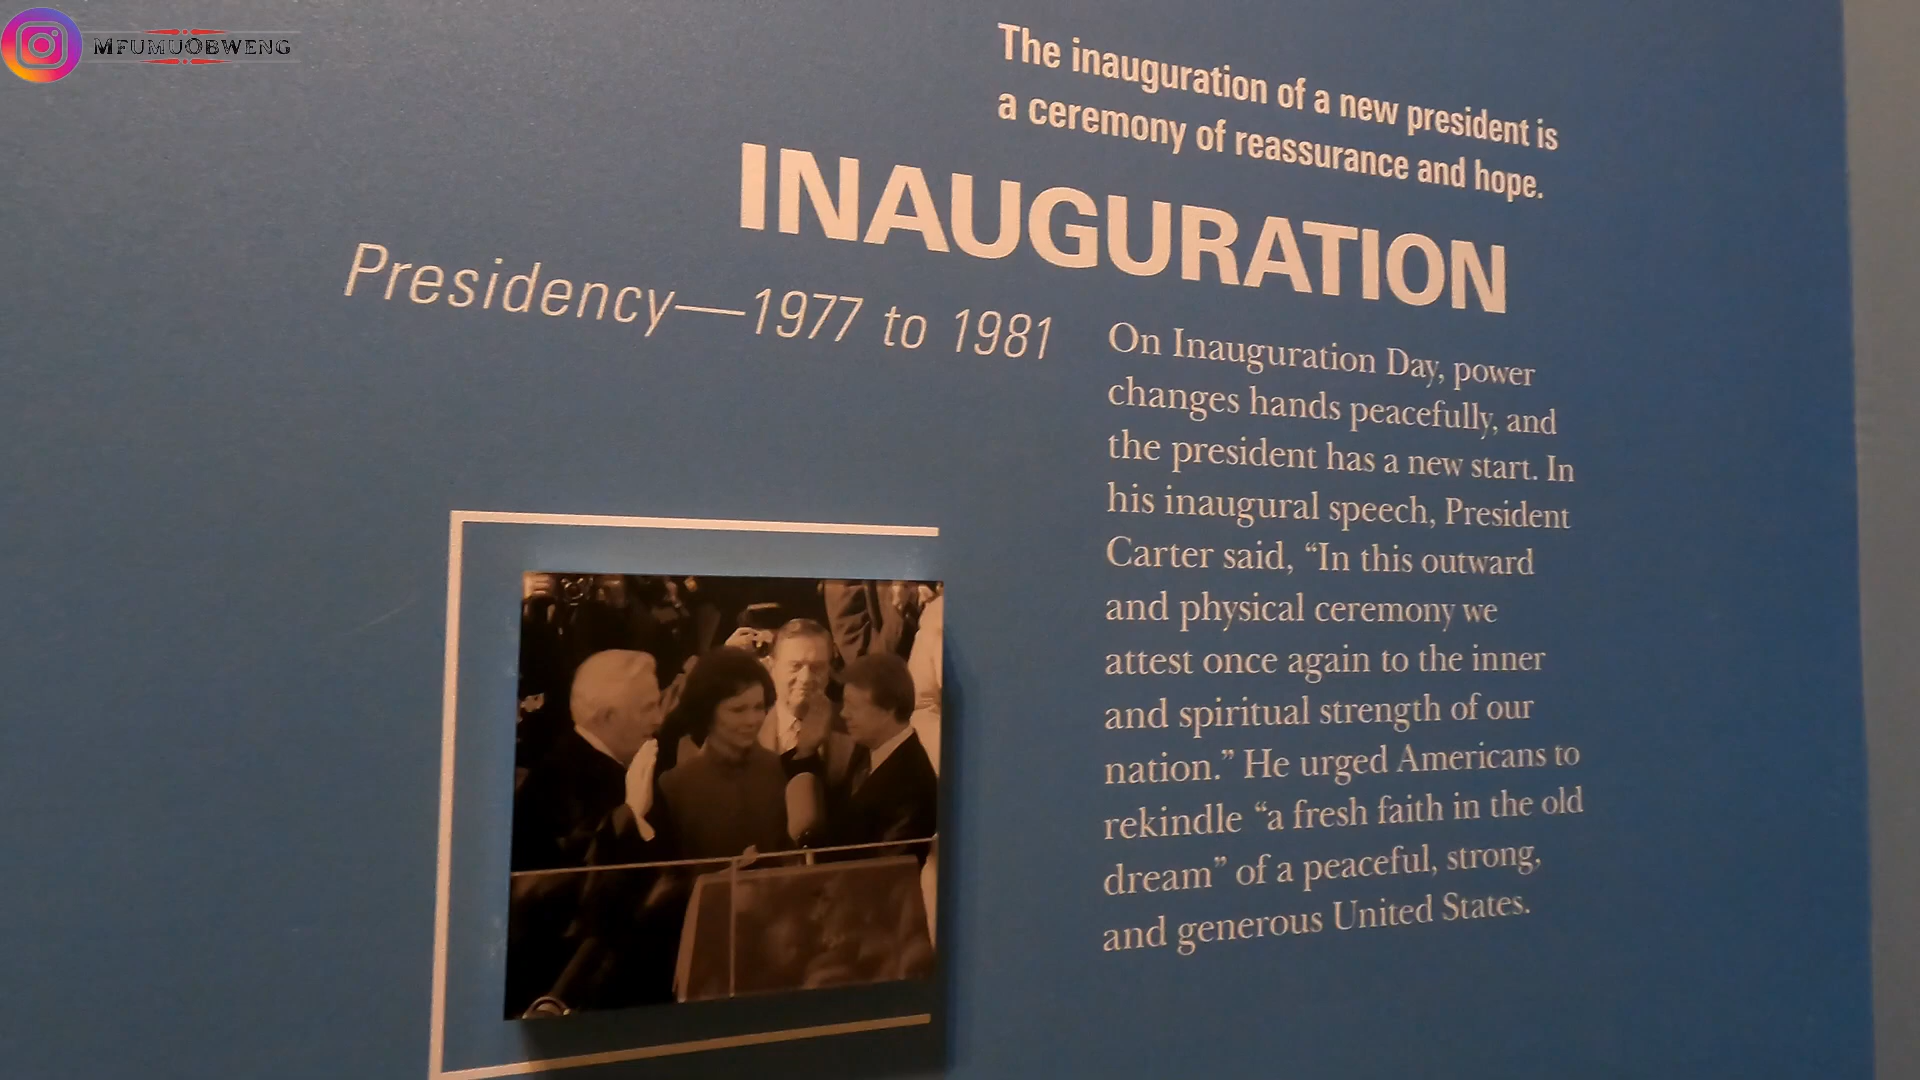 MFUMUOBWENG
The inauguration of a new president is
a ceremony of reassurance and hope.
INAUGURATION
Presidency—1977 to 1981
On Inauguration Day, power
changes hands peacefully, and
the president has a new start. In
his inaugural speech, President
Carter said, “In this outward
and physical ceremony we
attest once again to the inner
and spiritual strength of our
nation.” He urged Americans to
rekindle “a fresh faith in the old
dream” of a peaceful, strong,
and generous United States.